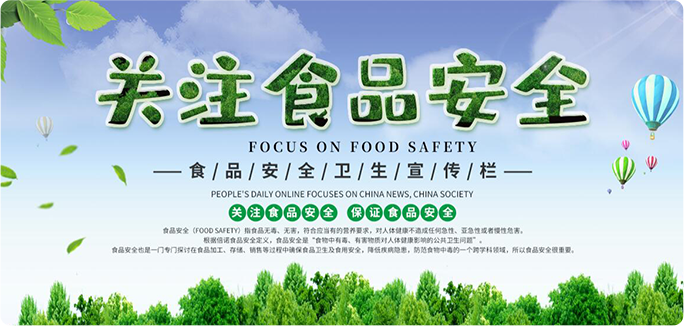 关注食品安全
FOCUS ON FOOD SAFETY
食/品/安/全/卫/生/宣/传/栏
PEOPLE'S DAILY ONLINE FOCUSES ON CHINA NEWS, CHINA SOCIETY
关注食品安全 保证食品安全
食品安全（FOOD SAFETY）指食品无毒、无害，符合应当有的营养要求，对人体健康不造成任何急性、亚急性或者慢性危害。
根据倍诺食品安全定义，食品安全是“食物中有毒、有害物质对人体健康影响的公共卫生问题”。
食品安全也是一门专门探讨在食品加工、存储、销售等过程中确保食品卫生及食用安全，降低疾病隐患，防范食物中毒的一个跨学科领域，所以食品安全很重要。